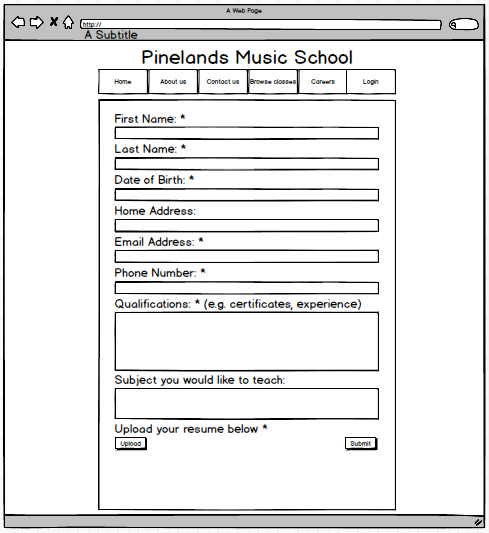 A Web Page
http://
A Subtitle
Pinelands Music School
Home About us Contact us Browse classes Careers Login
First Name: *
Last Name: *
Date of Birth: *
Home Address:
Email Address: *
Phone Number: *
Qualifications: * (e.g. certificates, experience)
Subject you would like to teach:
Upload your resume below *
Upload Submit